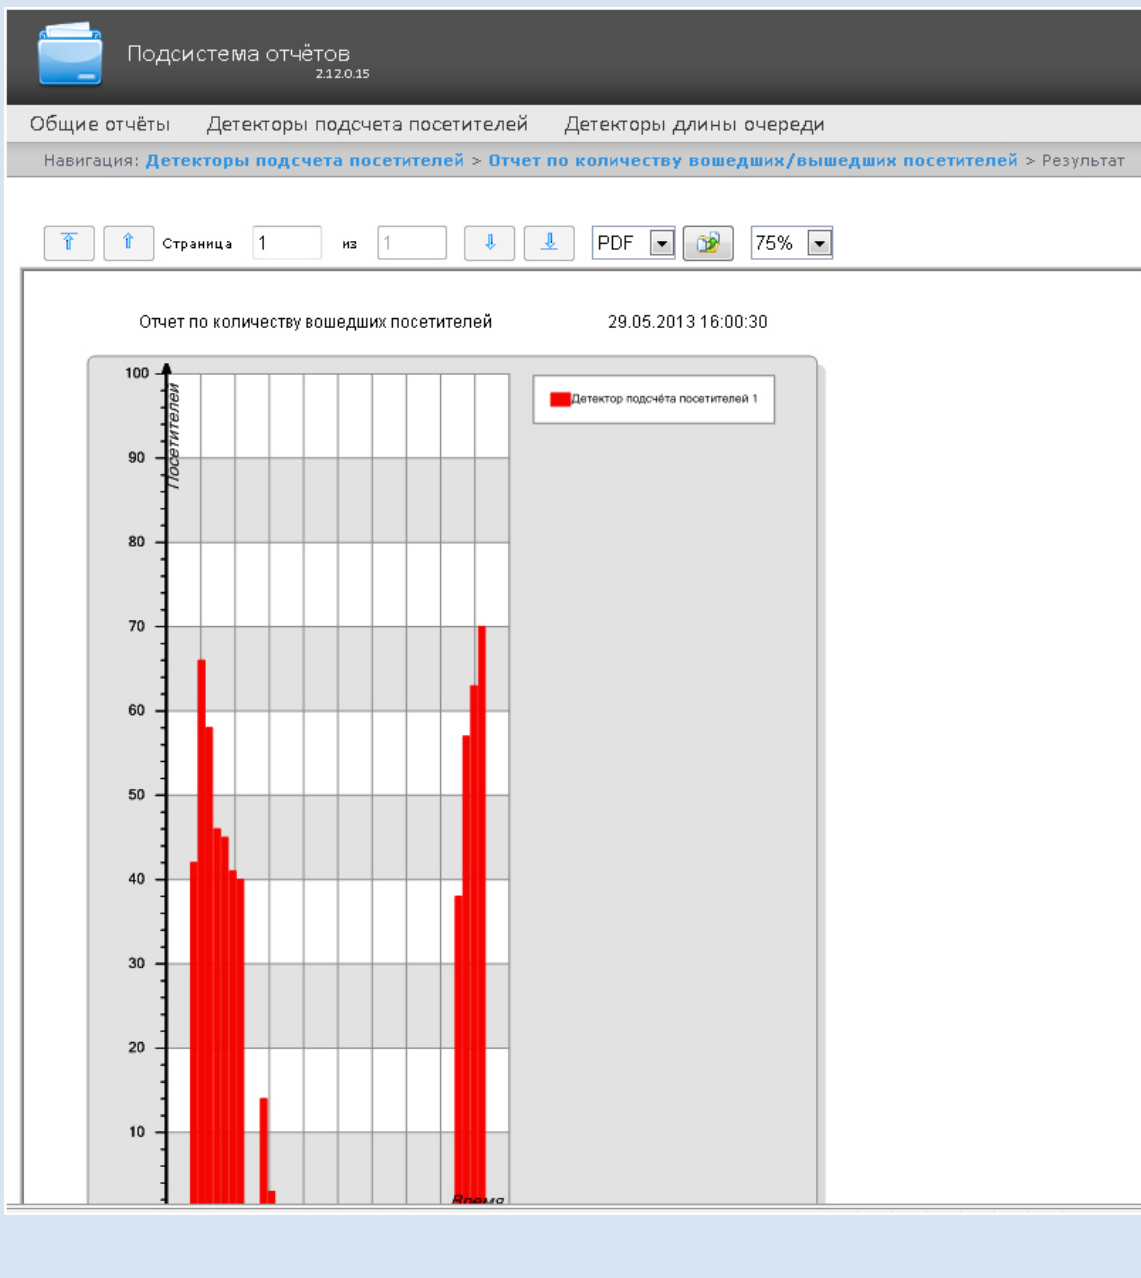 Подсистема отчётов
2.12.0.15
Общие отчёты Детекторы подсчета посетителей Детекторы длины очереди
Навигация: Детекторы подсчета посетителей > Отчет по количеству вошедших/вышедших посетителей > Результат
Страница 1 из 1 PDF 75%
Отчет по количеству вошедших посетителей 29.05.2013 16:00:30
100
Посетителей
Детектор подсчёта посетителей 1
90
80
70
60
50
40
30
20
10
Время